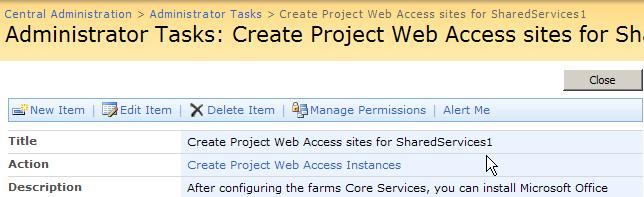 Central Administration > Administrator Tasks > Create Project Web Access sites for SharedServices1
Administrator Tasks: Create Project Web Access sites for Sha
Close
New Item | Edit Item | Delete Item | Manage Permissions | Alert Me
Title Create Project Web Access sites for SharedServices1
Action Create Project Web Access Instances
Description After configuring the farms Core Services, you can install Microsoft Office